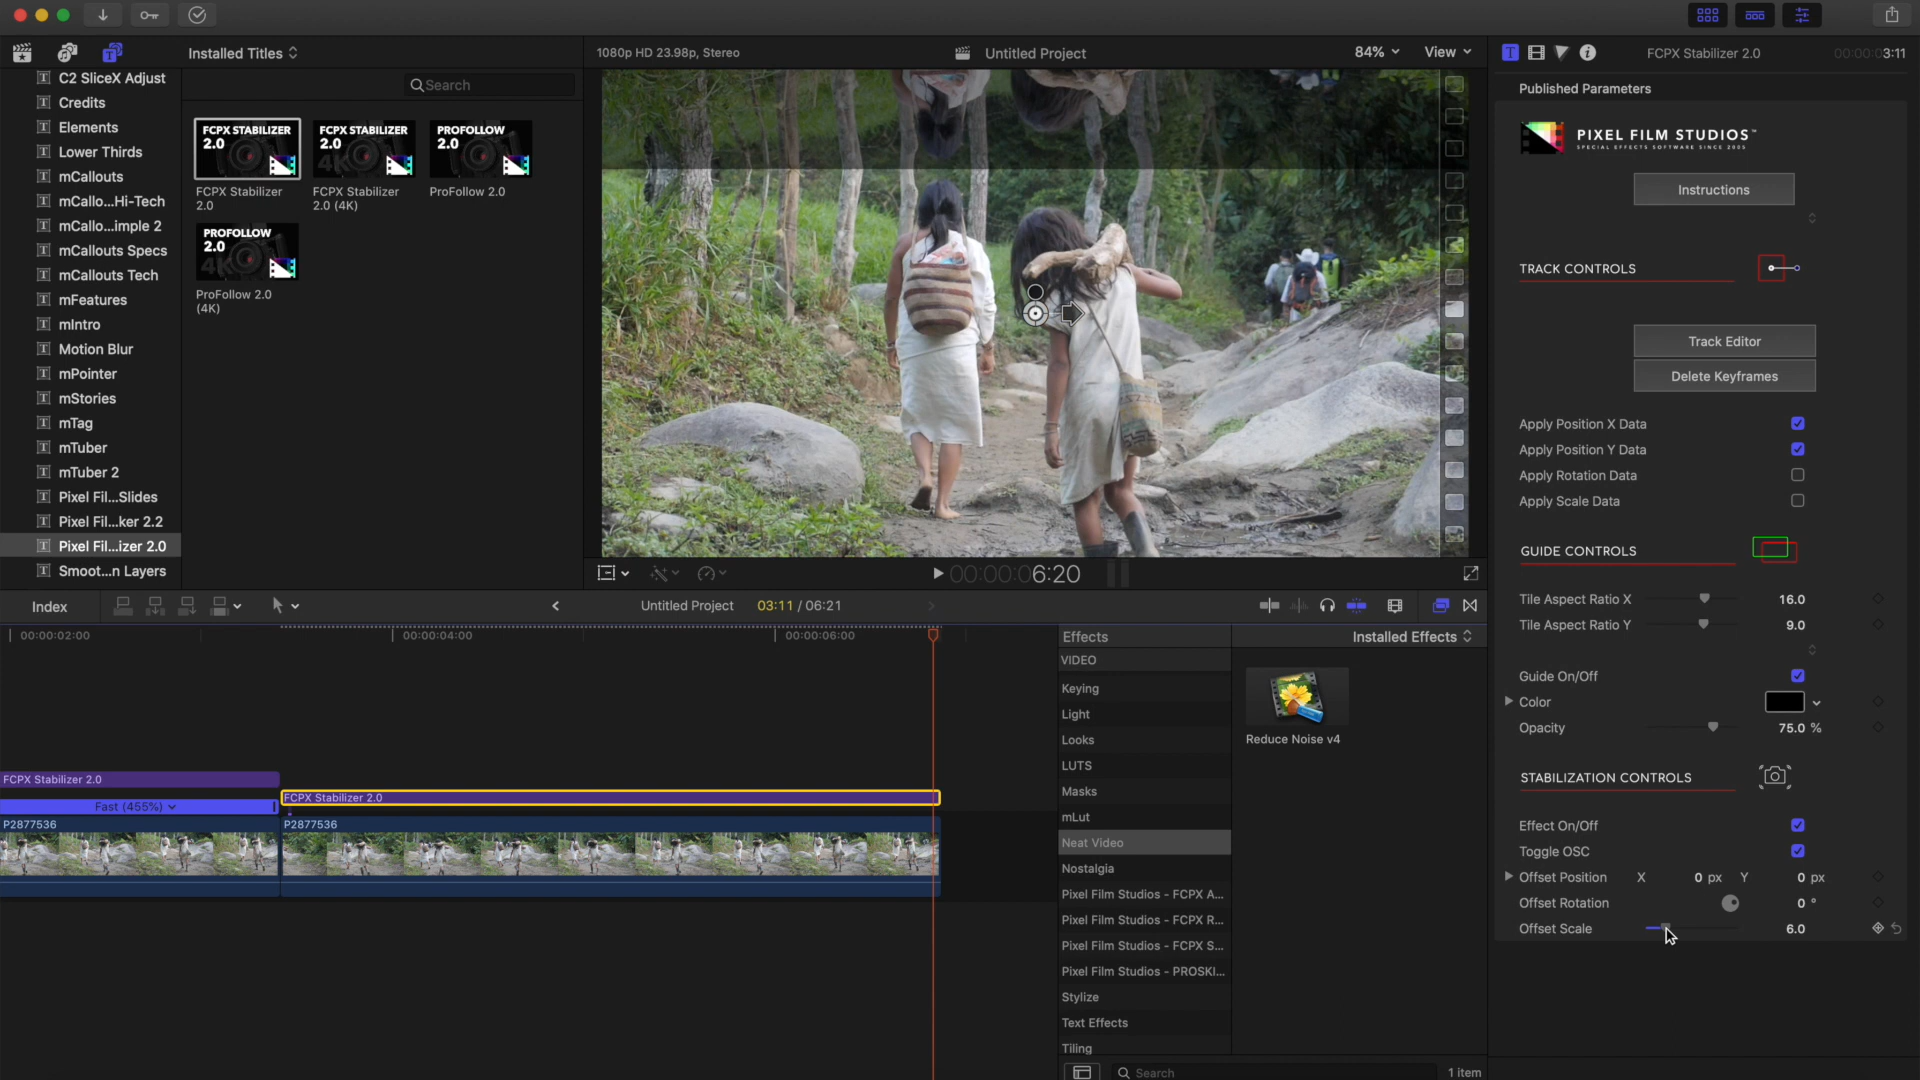 Installed Titles
1080p HD 23.98p, Stereo
Untitled Project
84%
View
FCPX Stabilizer 2.0
00:00:03:11
C2 SliceX Adjust
Credits
Elements
Lower Thirds
mCallouts
mCallo...Hi-Tech
mCallo...imple 2
mCallouts Specs
mCallouts Tech
mFeatures
mIntro
Motion Blur
mPointer
mStories
mTag
mTuber
mTuber 2
Pixel Fil...Slides
Pixel Fil...ker 2.2
Pixel Fil...izer 2.0
Smoot...n Layers
Search
FCPX STABILIZER
2.0
FCPX Stabilizer
2.0
FCPX STABILIZER
2.0
4K
FCPX Stabilizer
2.0 (4K)
PROFOLLOW
2.0
ProFollow 2.0
PROFOLLOW
2.0
4K
ProFollow 2.0
(4K)
00:00:06:20
Published Parameters
PIXEL FILM STUDIOS™
SPECIAL EFFECTS SOFTWARE SINCE 2005
Instructions
TRACK CONTROLS
Track Editor
Delete Keyframes
Apply Position X Data
Apply Position Y Data
Apply Rotation Data
Apply Scale Data
GUIDE CONTROLS
Tile Aspect Ratio X 16.0
Tile Aspect Ratio Y 9.0
Guide On/Off
Color
Opacity 75.0 %
STABILIZATION CONTROLS
Effect On/Off
Toggle OSC
Offset Position X 0 px Y 0 px
Offset Rotation 0 °
Offset Scale 6.0
Index
Untitled Project
03:11 / 06:21
00:00:02:00
00:00:04:00
00:00:06:00
FCPX Stabilizer 2.0
Fast (455%)
P2877536
FCPX Stabilizer 2.0
P2877536
Effects
Installed Effects
VIDEO
Keying
Light
Looks
LUTS
Masks
mLut
Neat Video
Nostalgia
Pixel Film Studios - FCPX A...
Pixel Film Studios - FCPX R...
Pixel Film Studios - FCPX S...
Pixel Film Studios - PROSKI...
Stylize
Text Effects
Tiling
Reduce Noise v4
Search
1 item